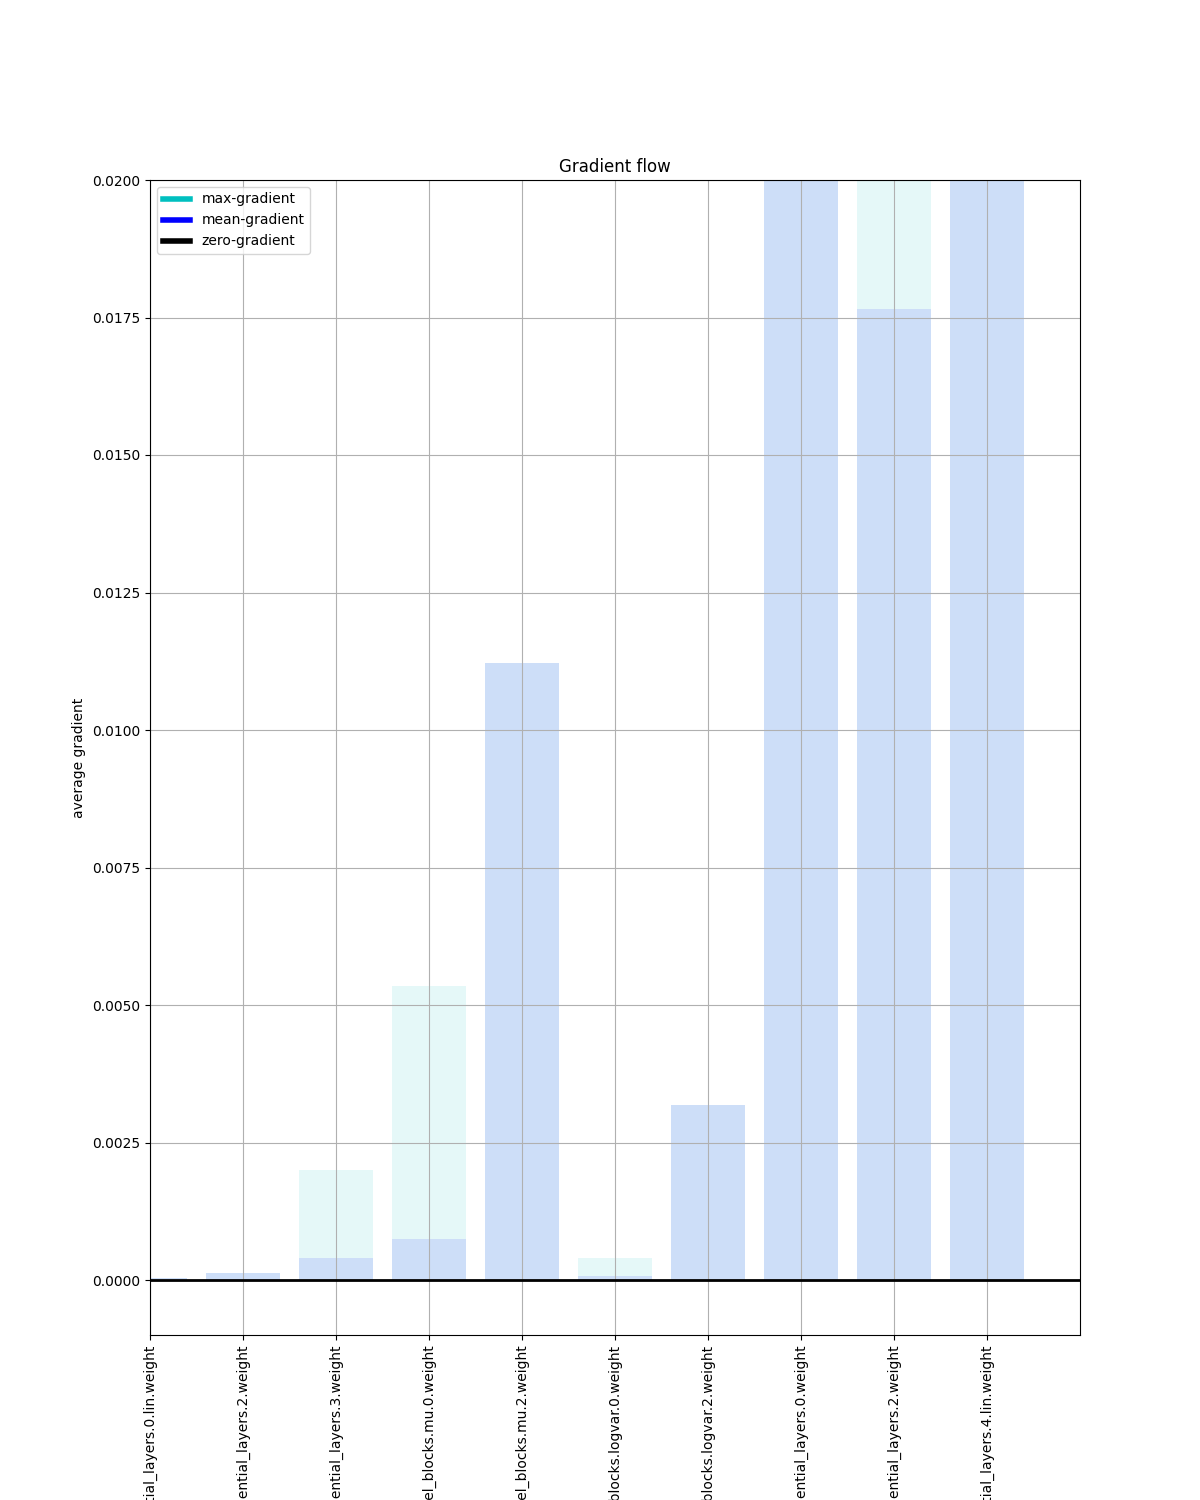 Gradient flow
max-gradient
mean-gradient
zero-gradient
0.0200
0.0175
0.0150
0.0125
0.0100
0.0075
0.0050
0.0025
0.0000
average gradient
tial_layers.0.lin.weight
ential_layers.2.weight
ential_layers.3.weight
el_blocks.mu.0.weight
el_blocks.mu.2.weight
blocks.logvar.0.weight
blocks.logvar.2.weight
ential_layers.0.weight
ential_layers.2.weight
tial_layers.4.lin.weight